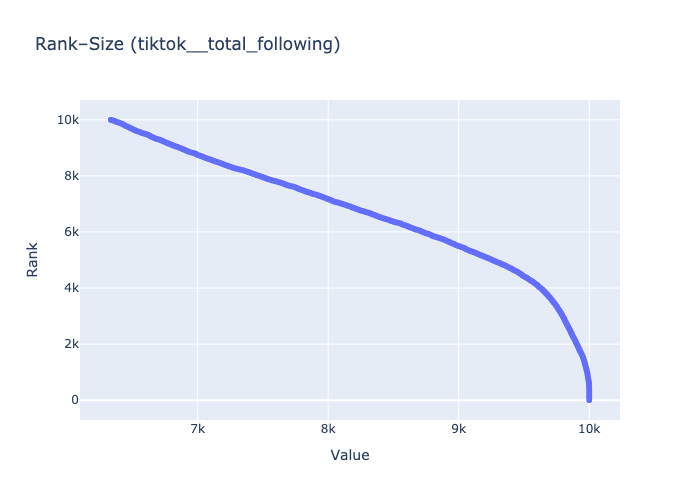 Rank−Size (tiktok__total_following)
10k
8k
6k
4k
2k
0
Rank
7k
8k
9k
10k
Value